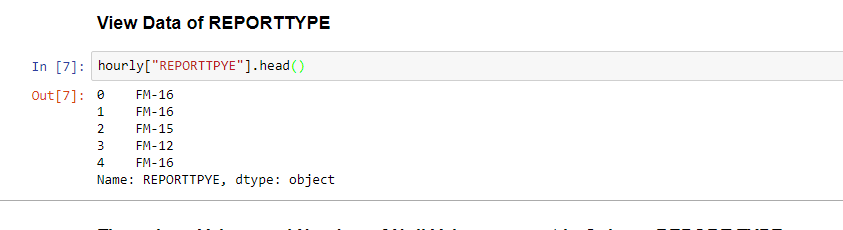 View Data of REPORTTYPE
In [7]: hourly["REPORTTPYE"].head()
Out[7]: 0 FM-16
1 FM-16
2 FM-15
3 FM-12
4 FM-16
Name: REPORTTPYE, dtype: object